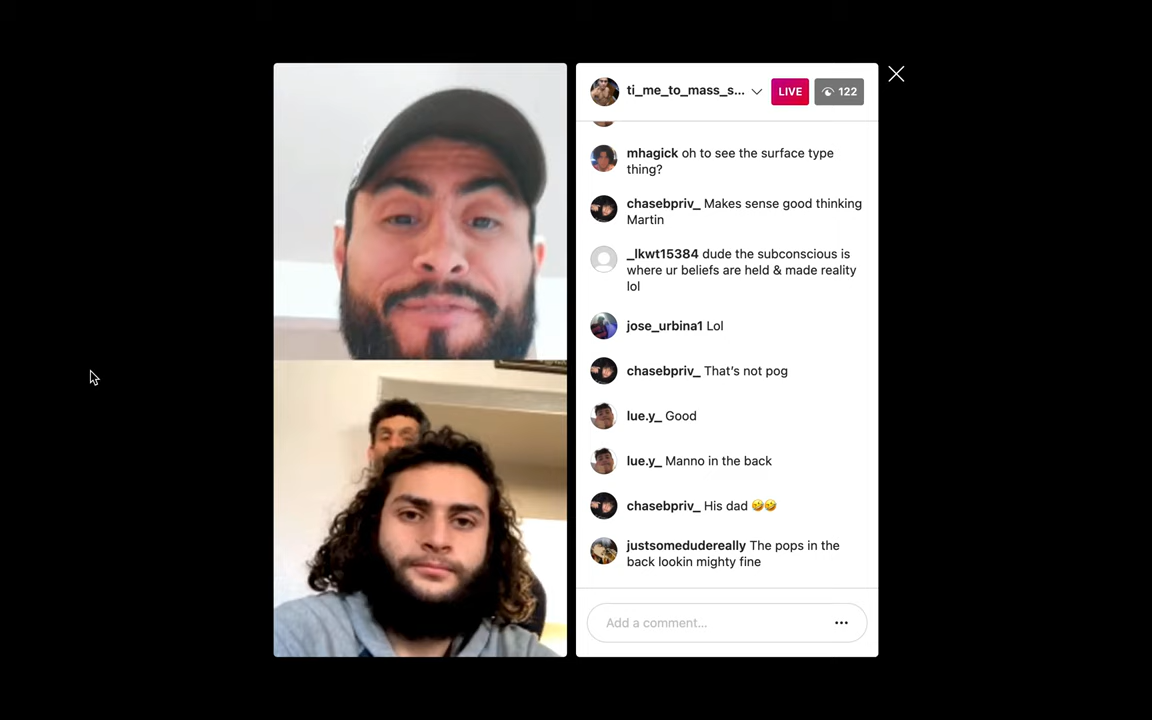 ti_me_to_mass_s...
LIVE
122
mhagick oh to see the surface type
thing?
chasebpriv_ Makes sense good thinking
Martin
_lkwt15384 dude the subconscious is
where ur beliefs are held & made reality
lol
jose_urbina1 Lol
chasebpriv_ That's not pog
lue.y_ Good
lue.y_ Manno in the back
chasebpriv_ His dad 🤣🤣
justsomedudereally The pops in the
back lookin mighty fine
Add a comment...